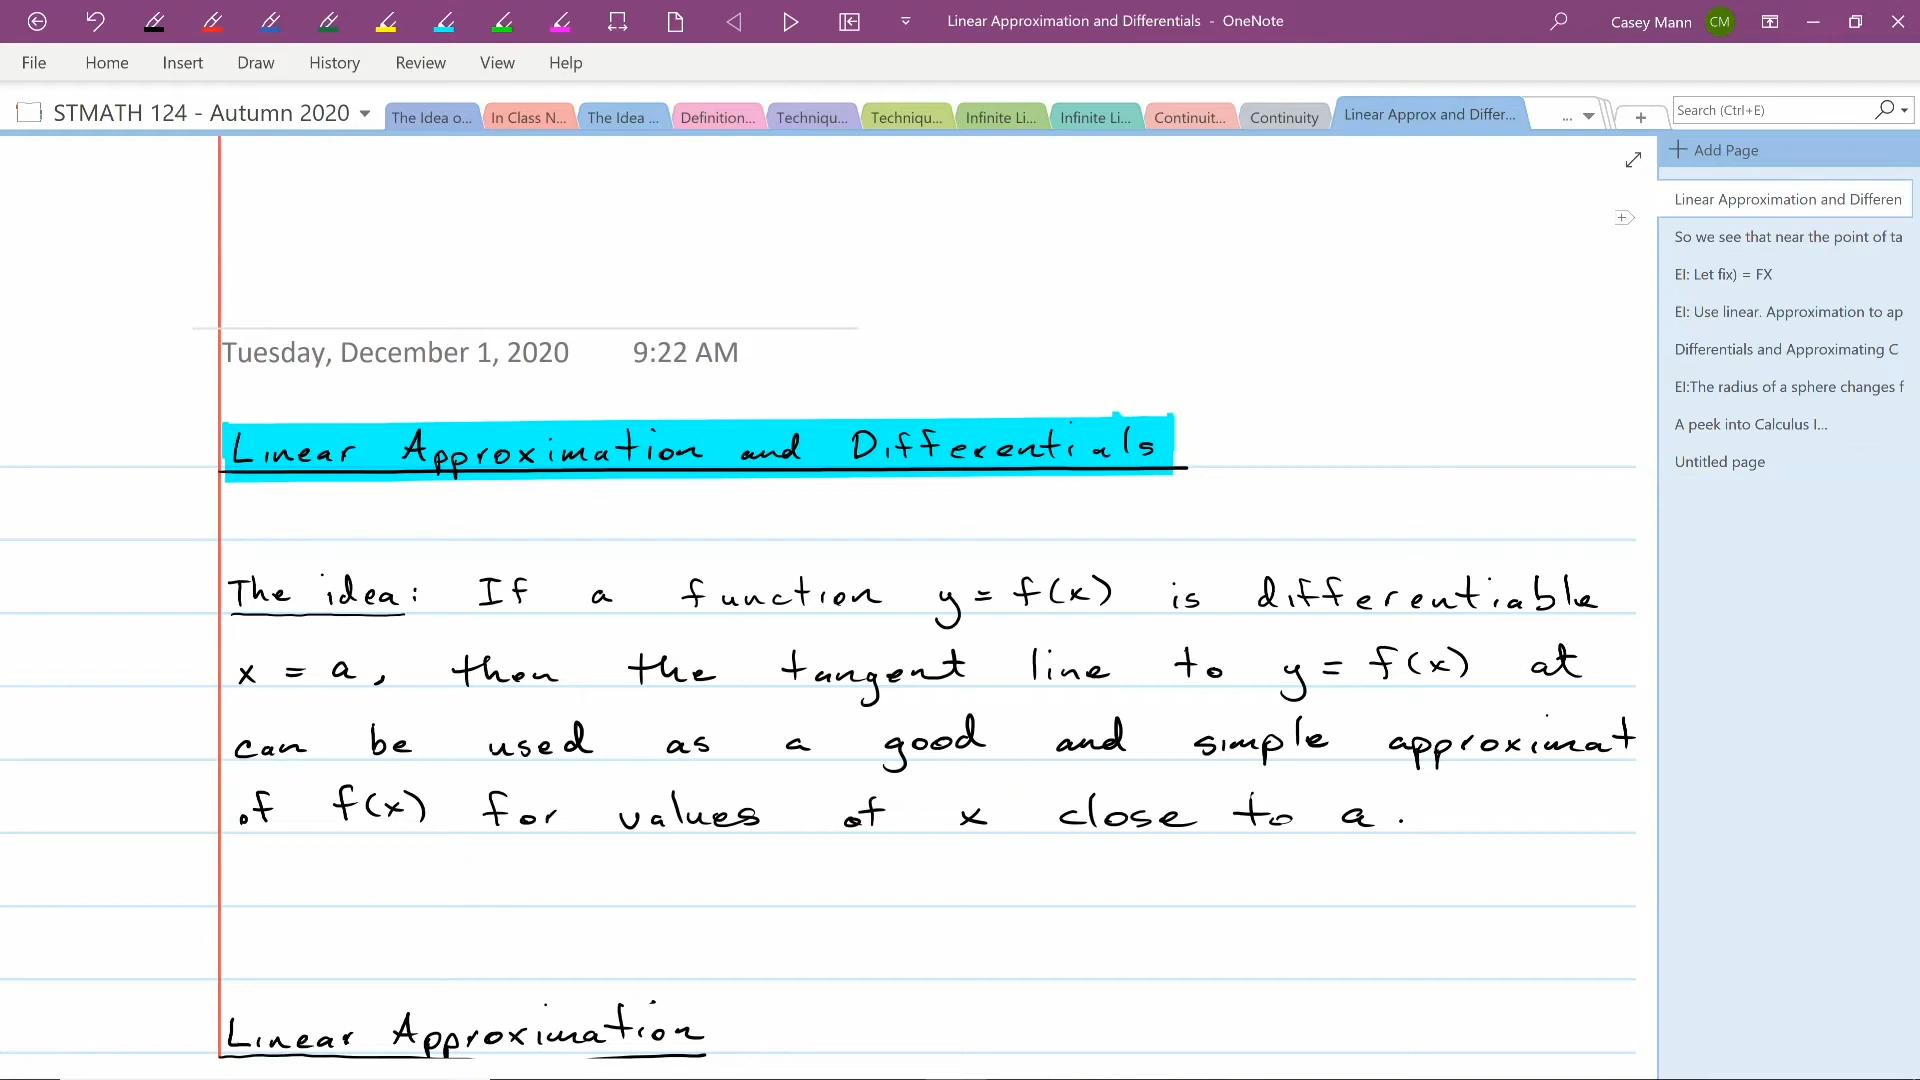 Linear Approximation and Differentials - OneNote
Casey Mann CM
File Home Insert Draw History Review View Help
STMATH 124 - Autumn 2020
The Idea o... In Class N... The Idea ... Definition... Techniqu... Techniqu... Infinite Li... Infinite Li... Continuit... Continuity Linear Approx and Differ... ...
Search (Ctrl+E)
Add Page
Linear Approximation and Differen
So we see that near the point of ta
EI: Let fix) = FX
EI: Use linear. Approximation to ap
Differentials and Approximating C
EI:The radius of a sphere changes f
A peek into Calculus I...
Untitled page
Tuesday, December 1, 2020 9:22 AM
Linear Approximation and Differentials
The idea: If a function y = f(x) is differentiable
x = a, then the tangent line to y = f(x) at
can be used as a good and simple approximat
of f(x) for values of x close to a.
Linear Approximation